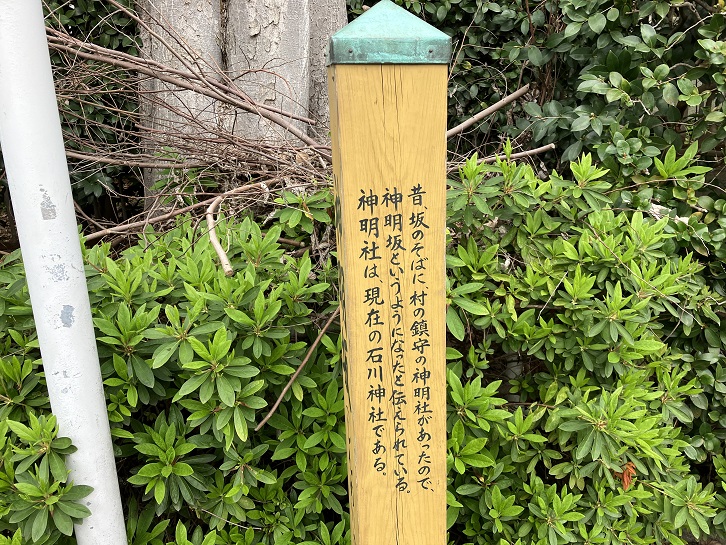 昔、坂のそばに、村の鎮守の神明社があったので、
神明坂というようになったと伝えられている。
神明社は、現在の石川神社である。